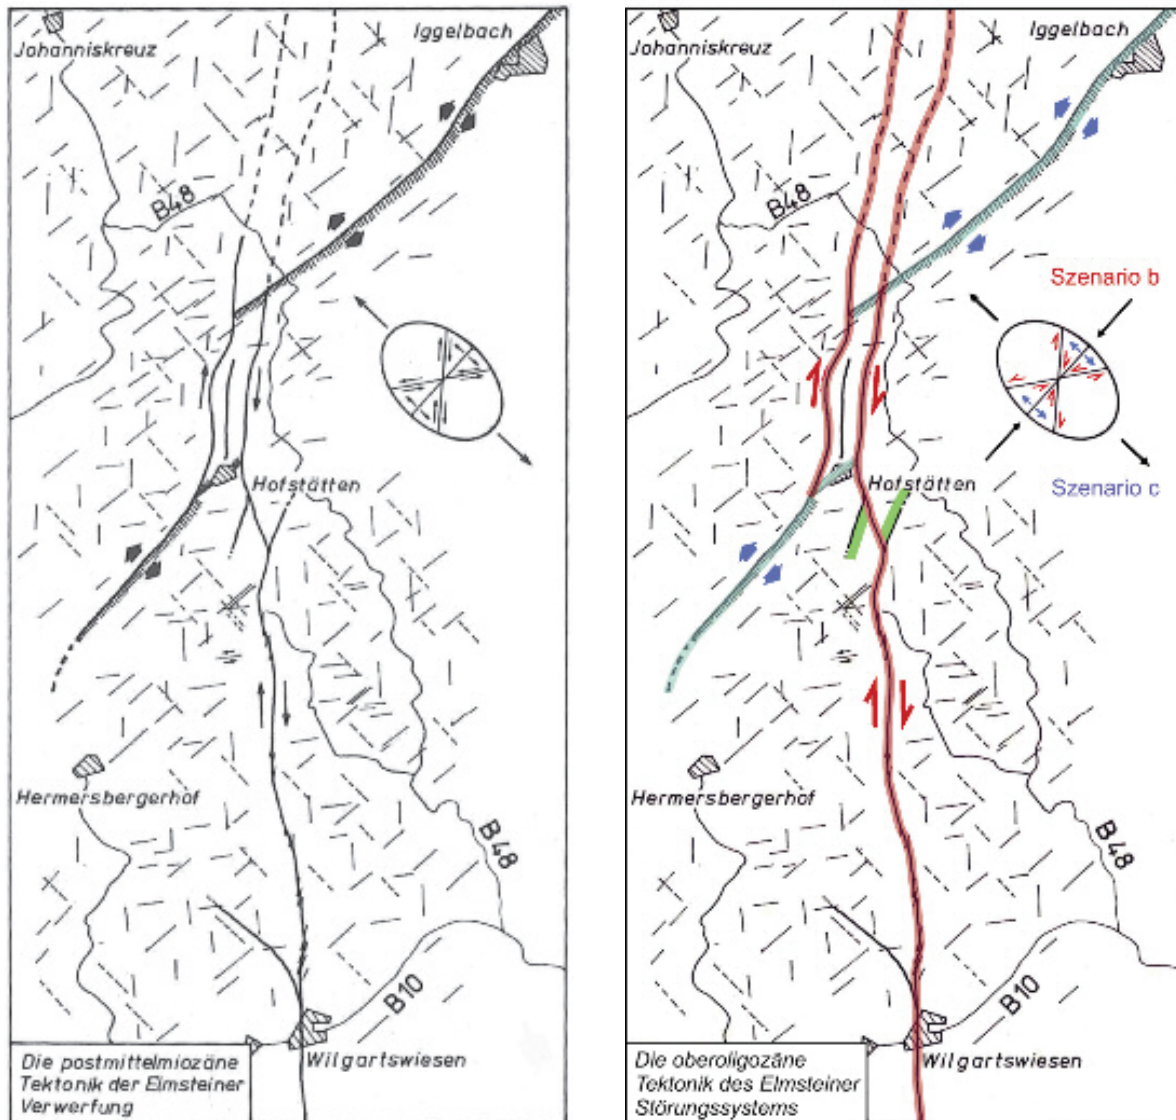 Johanniskreuz
Iggelbach
B48
Hofstätten
Hermersbergerhof
B48
B10
Wilgartswiesen
Die postmittelmiozäne
Tektonik der Elmsteiner
Verwerfung
Johanniskreuz
Iggelbach
B48
Szenario b
Hofstätten
Szenario c
Hermersbergerhof
B48
B10
Wilgartswiesen
Die oberoligozäne
Tektonik des Elmsteiner
Störungssystems